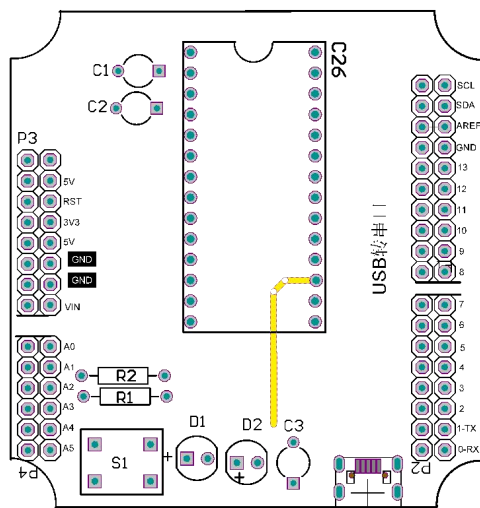 C1
C2
C26
P3
5V
RST
3V3
5V
GND
GND
VIN
A0
A1
A2
A3
A4
A5
P4
R2
R1
S1
+
D1
D2
+
C3
USB转串口
SCL
SDA
AREF
GND
13
12
11
10
9
8
7
6
5
4
3
2
1-TX
0-RX
P2